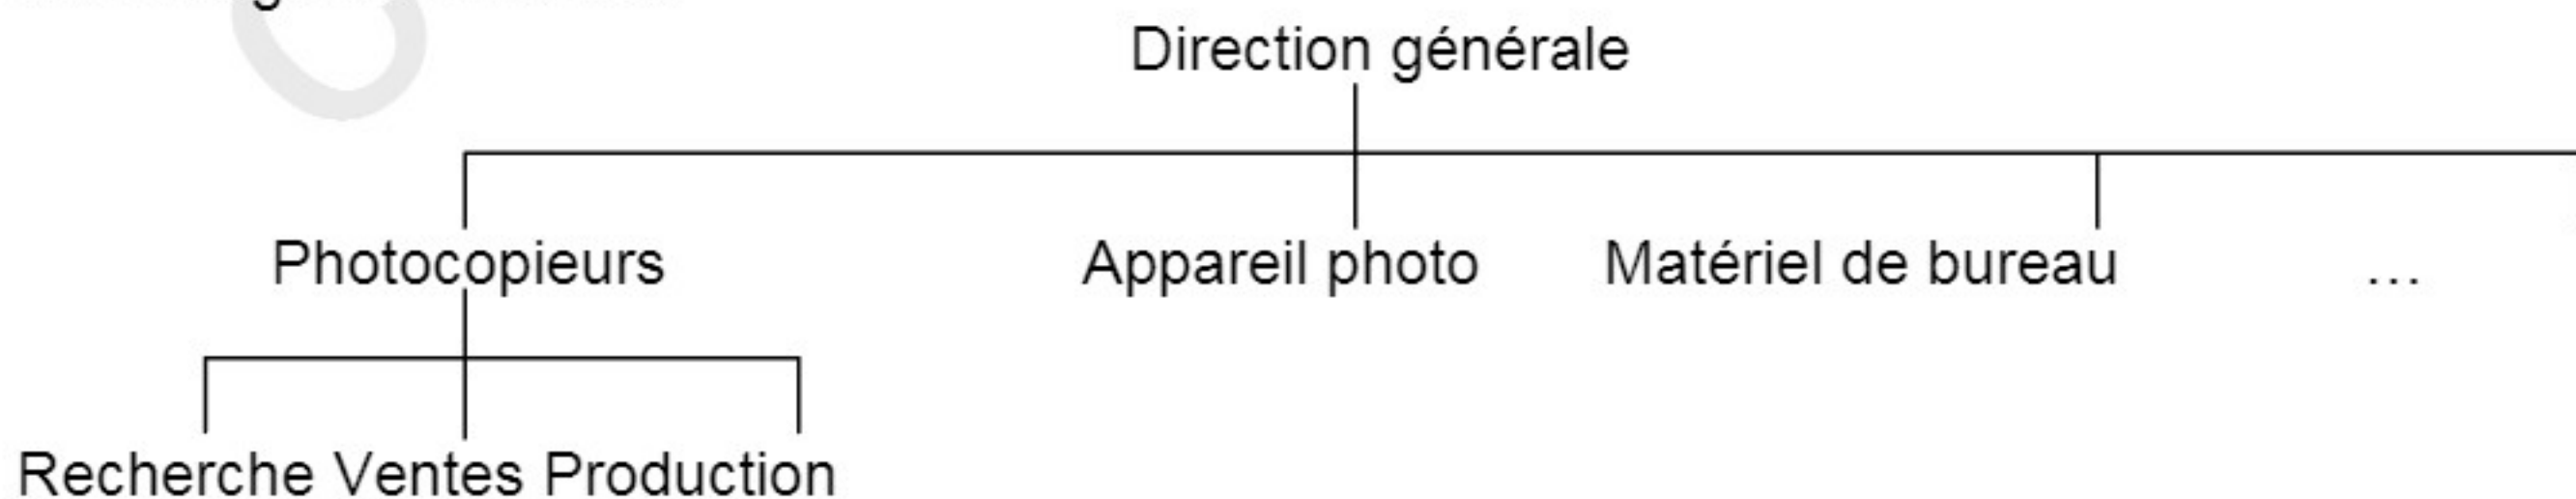 Direction générale
Photocopieurs Appareil photo Matériel de bureau ...
Recherche Ventes Production